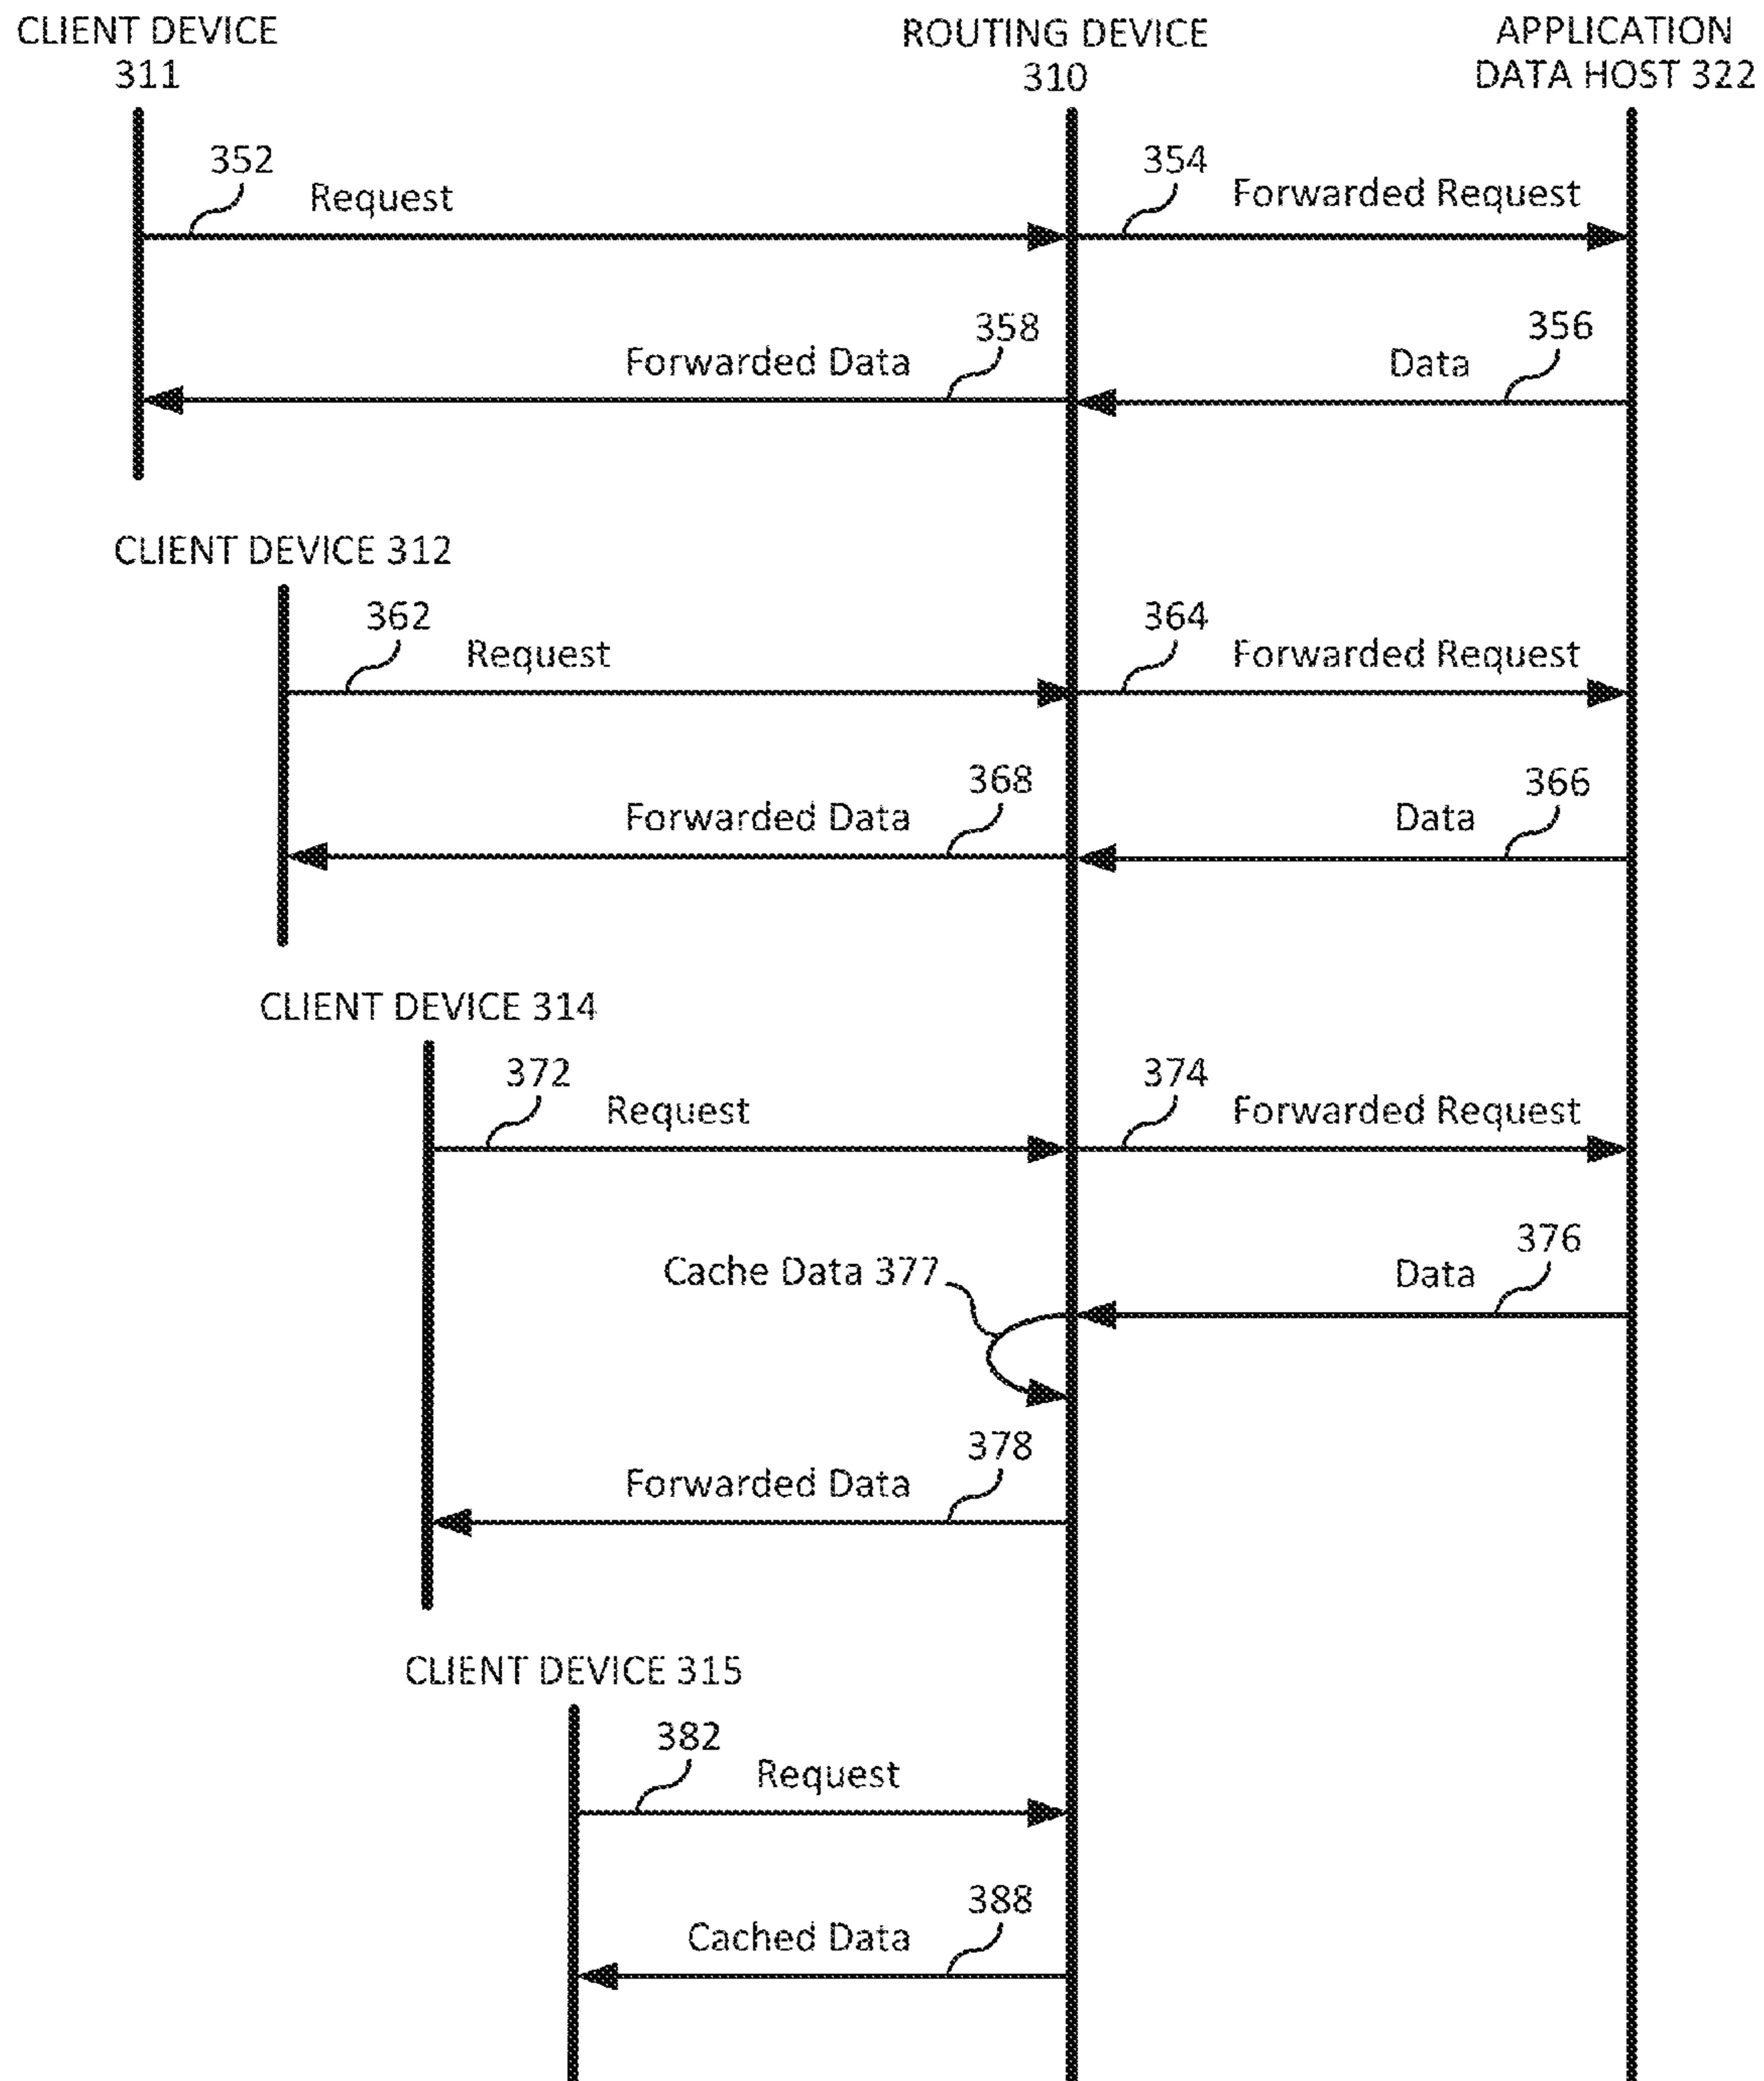 CLIENT DEVICE
311
ROUTING DEVICE
310
APPLICATION
DATA HOST 322
352
Request
354
Forwarded Request
358
Forwarded Data
356
Data
CLIENT DEVICE 312
362
Request
364
Forwarded Request
368
Forwarded Data
366
Data
CLIENT DEVICE 314
372
Request
374
Forwarded Request
376
Data
Cache Data 377
378
Forwarded Data
CLIENT DEVICE 315
382
Request
388
Cached Data